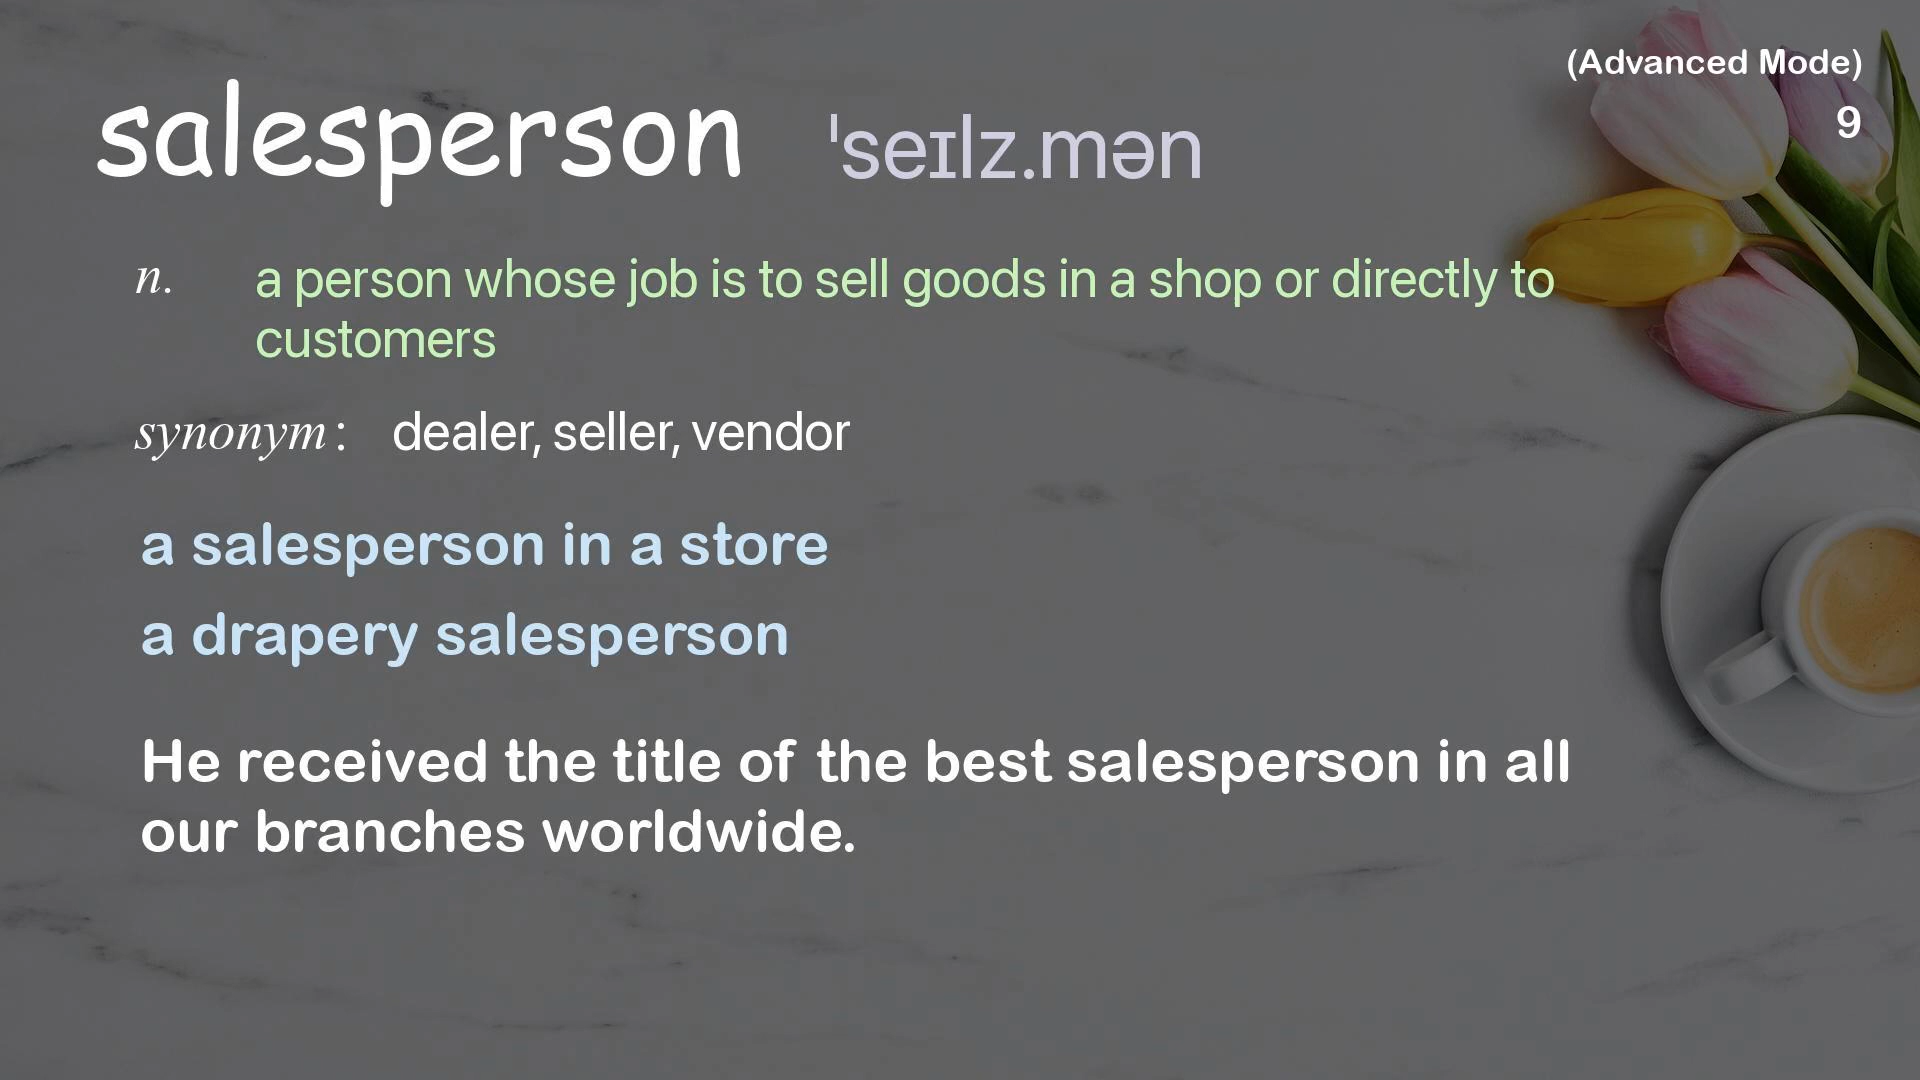 (Advanced Mode)
salesperson ˈseɪlz.mən
9
n. a person whose job is to sell goods in a shop or directly to
customers
synonym: dealer, seller, vendor
a salesperson in a store
a drapery salesperson
He received the title of the best salesperson in all
our branches worldwide.